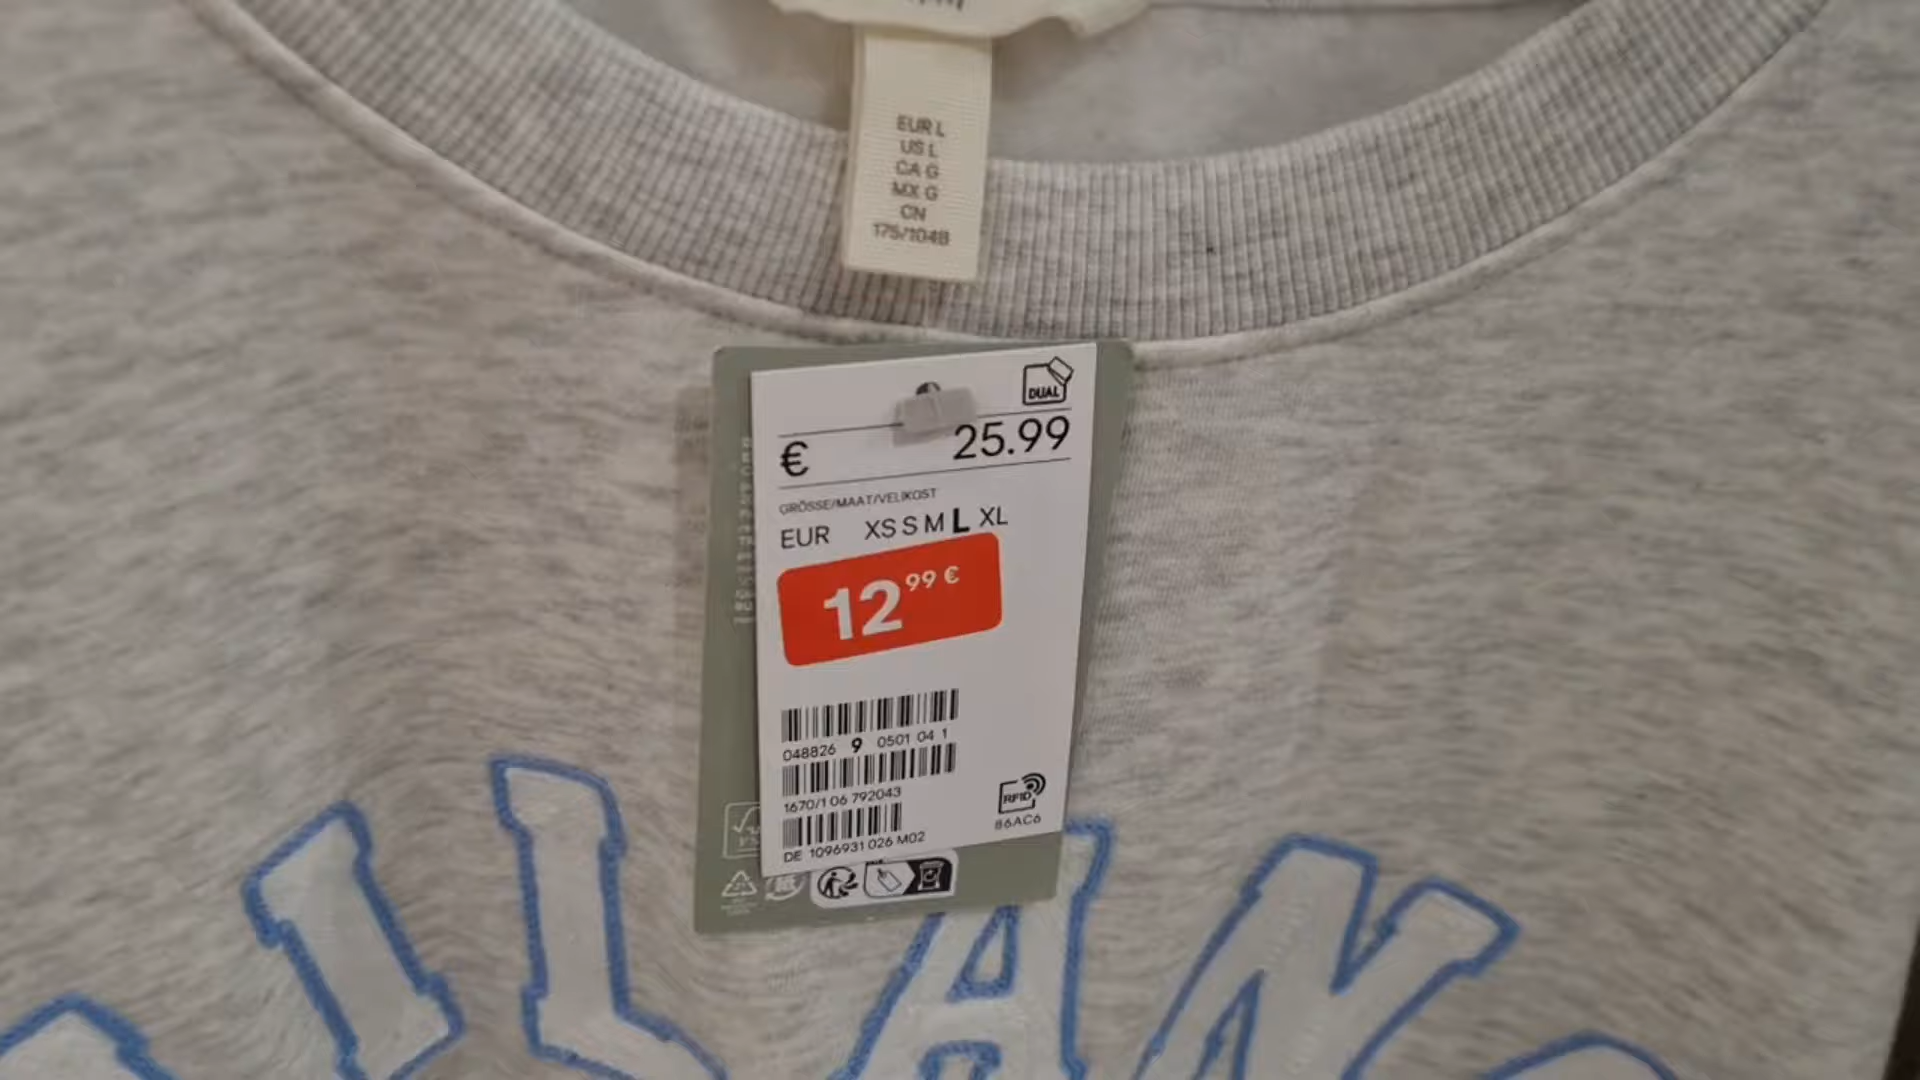 EUR L
US L
CA G
MX G
CN
175/104B
DUAL
€ 25.99
GRÖSSE/MAAT/VELIKOST
EUR XS S M L XL
12 99 €
048826 9 0501 04 1
1670/1 06 792043
RFID
86AC6
DE 1096931 026 M02
ILAN